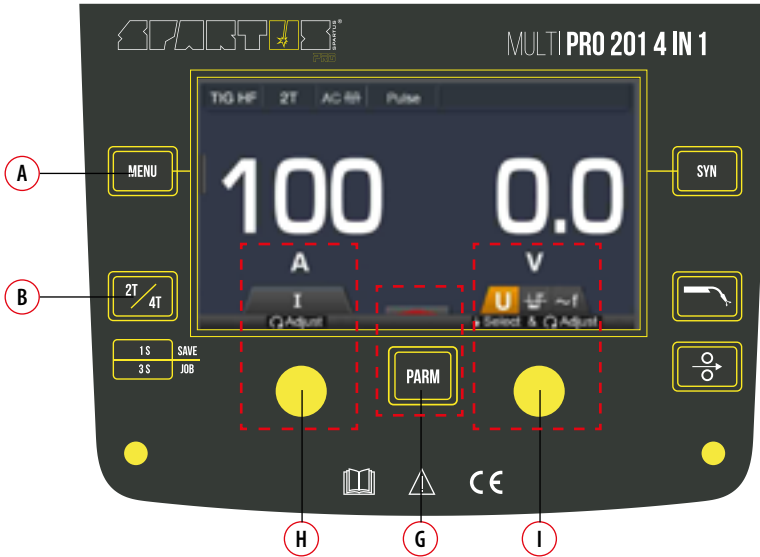 SPARTUS®
SPARTUS
PRO
MULTI PRO 201 4 IN 1
TIG HF 2T AC Pulse
A MENU
SYN
100 0.0
A V
B 2T/4T
I U ~f
Adjust Select & Adjust
1 S SAVE
3 S JOB
PARM
CE
H G I